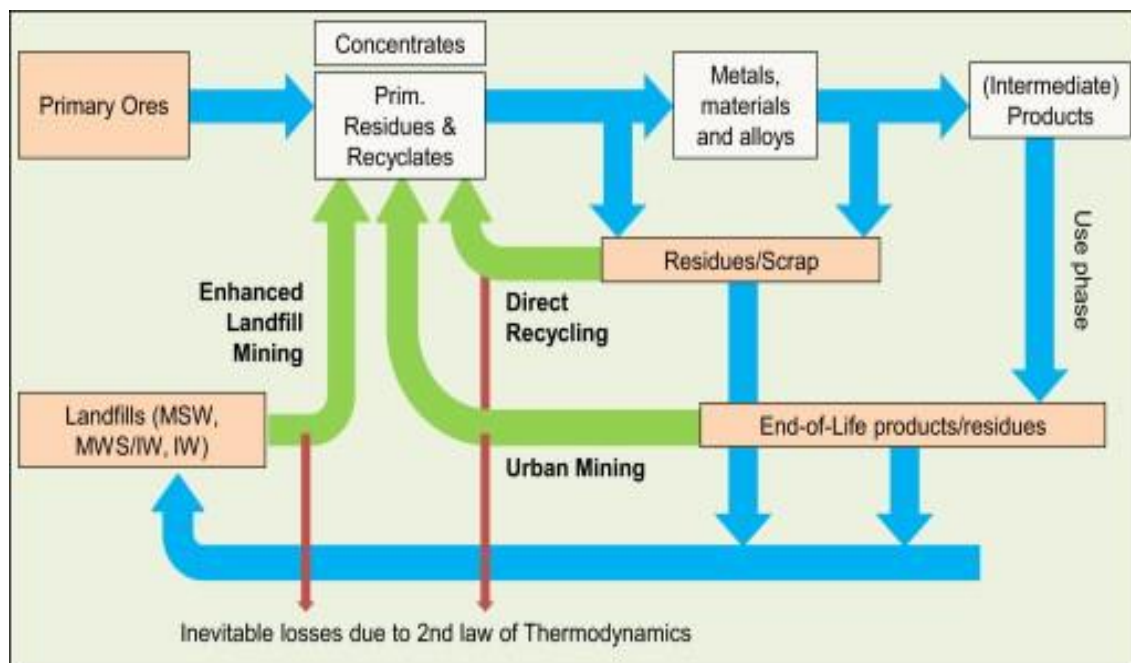 Concentrates
Primary Ores
Prim.
Residues &
Recyclates
Metals,
materials
and alloys
(Intermediate)
Products
Use phase
Residues/Scrap
Enhanced
Landfill
Mining
Direct
Recycling
Landfills (MSW,
MWS/IW, IW)
End-of-Life products/residues
Urban Mining
Inevitable losses due to 2nd law of Thermodynamics